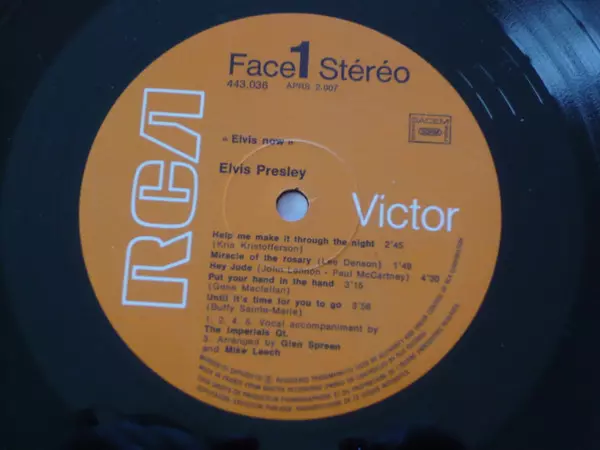 Face 1 Stéréo
443.036 APRS 2.007
SACEM
« Elvis now »
Elvis Presley
RCA
Victor
Help me make it through the night 2'45
(Kris Kristofferson)
Miracle of the rosary (Lee Denson) 1'49
Hey Jude (John Lennon - Paul McCartney) 4'30
Put your hand in the hand 3'15
(Gene Maclellan)
Until it's time for you to go 3'56
(Buffy Sainte-Marie)
1, 2, 4, 5. Vocal accompaniment by
The Imperials Qt.
3. Arranged by Glen Spreen
and Mike Leech